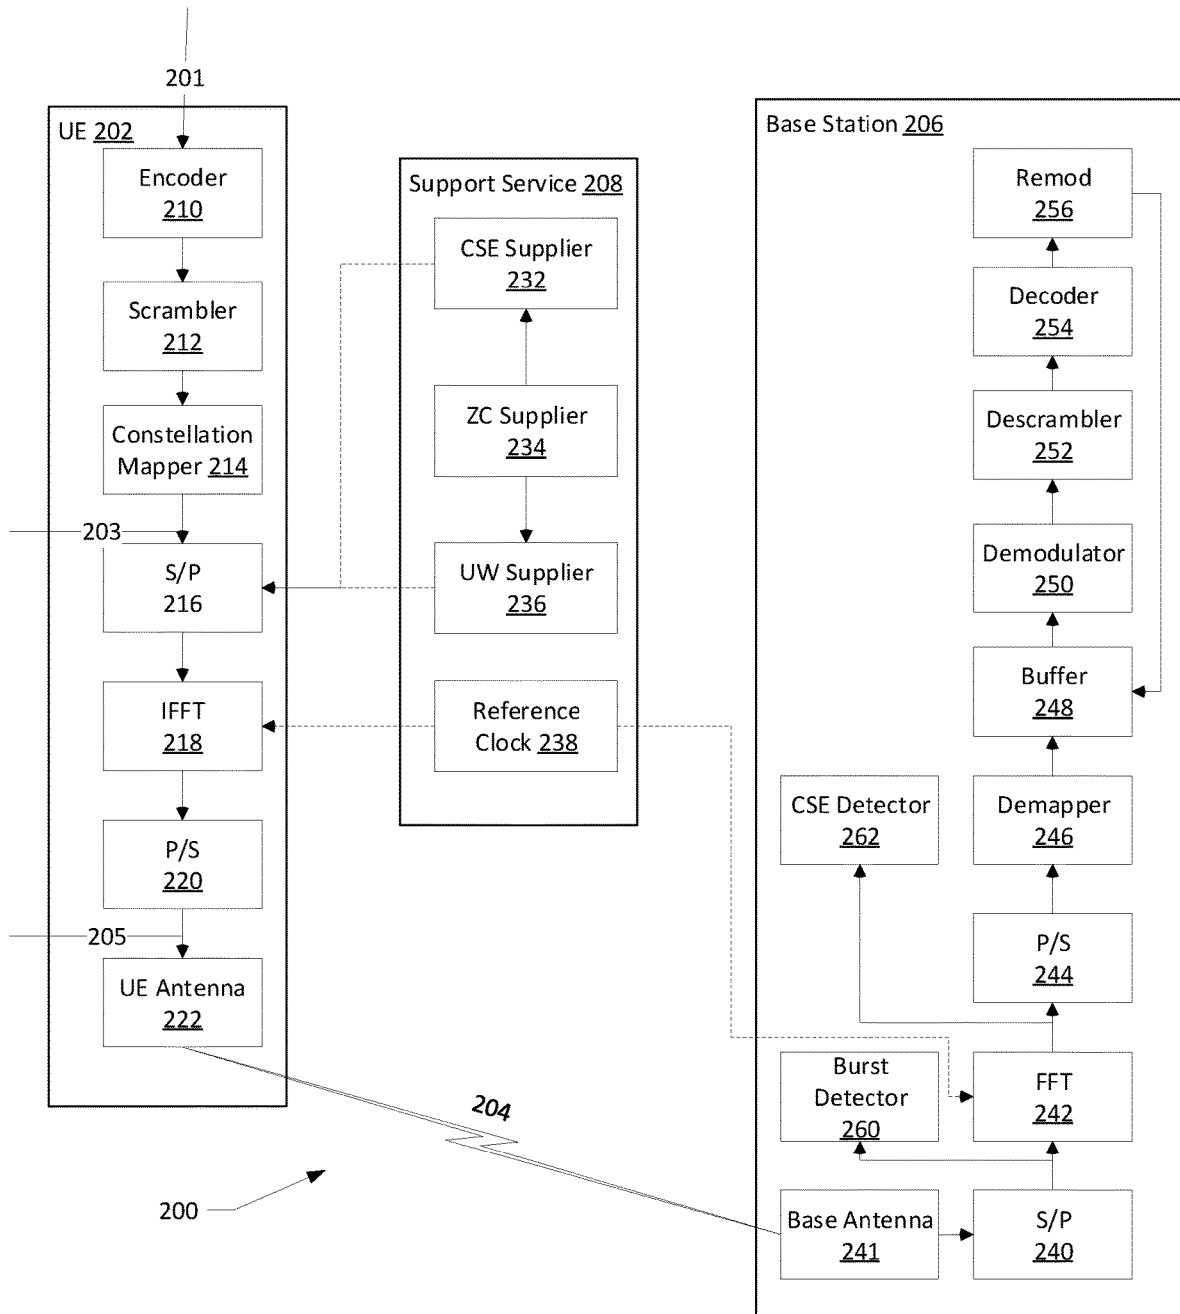 201
UE 202
Encoder
210
Scrambler
212
Constellation
Mapper 214
203
S/P
216
IFFT
218
P/S
220
205
UE Antenna
222
200
204
Support Service 208
CSE Supplier
232
ZC Supplier
234
UW Supplier
236
Reference
Clock 238
Base Station 206
Remod
256
Decoder
254
Descrambler
252
Demodulator
250
Buffer
248
CSE Detector
262
Demapper
246
P/S
244
Burst
Detector
260
FFT
242
Base Antenna
241
S/P
240